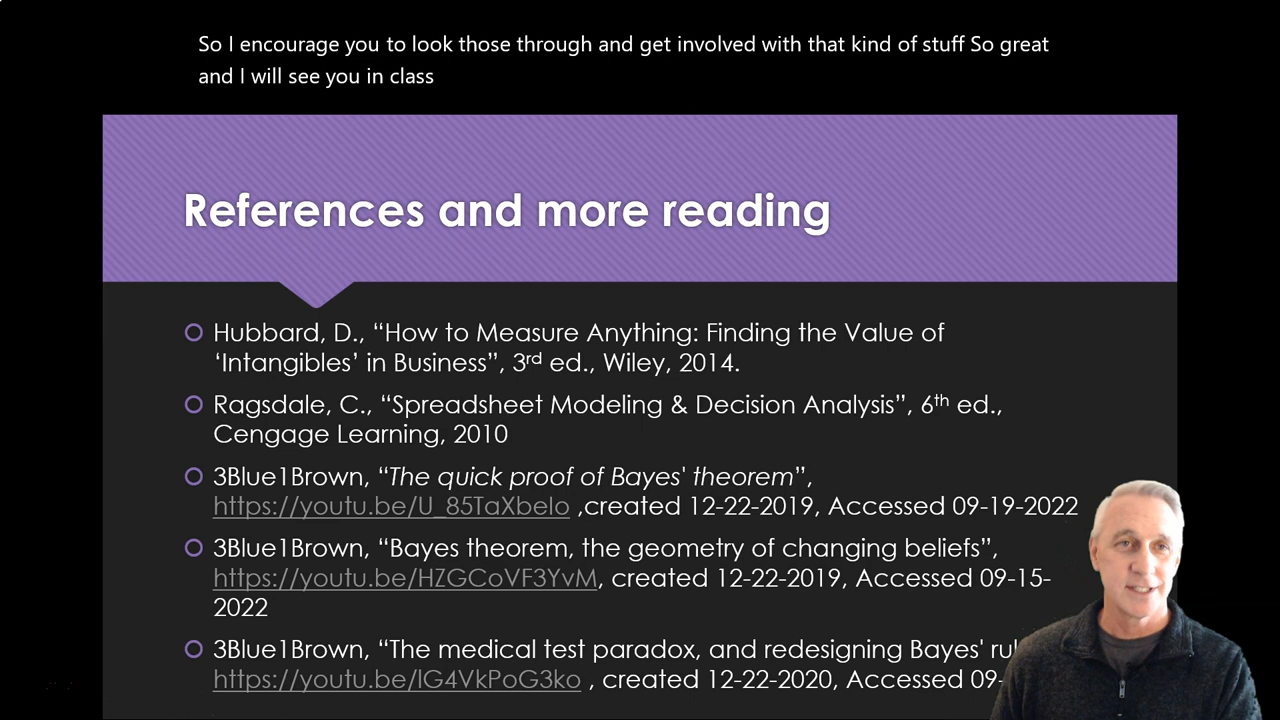 So I encourage you to look those through and get involved with that kind of stuff So great
and I will see you in class
References and more reading
Hubbard, D., “How to Measure Anything: Finding the Value of
‘Intangibles’ in Business”, 3rd ed., Wiley, 2014.
Ragsdale, C., “Spreadsheet Modeling & Decision Analysis”, 6th ed.,
Cengage Learning, 2010
3Blue1Brown, “The quick proof of Bayes' theorem”,
https://youtu.be/U_85TaXbeIo ,created 12-22-2019, Accessed 09-19-2022
3Blue1Brown, “Bayes theorem, the geometry of changing beliefs”,
https://youtu.be/HZGCoVF3YvM, created 12-22-2019, Accessed 09-15-
2022
3Blue1Brown, “The medical test paradox, and redesigning Bayes'
https://youtu.be/lG4VkPoG3ko , created 12-22-2020, Accessed 09-